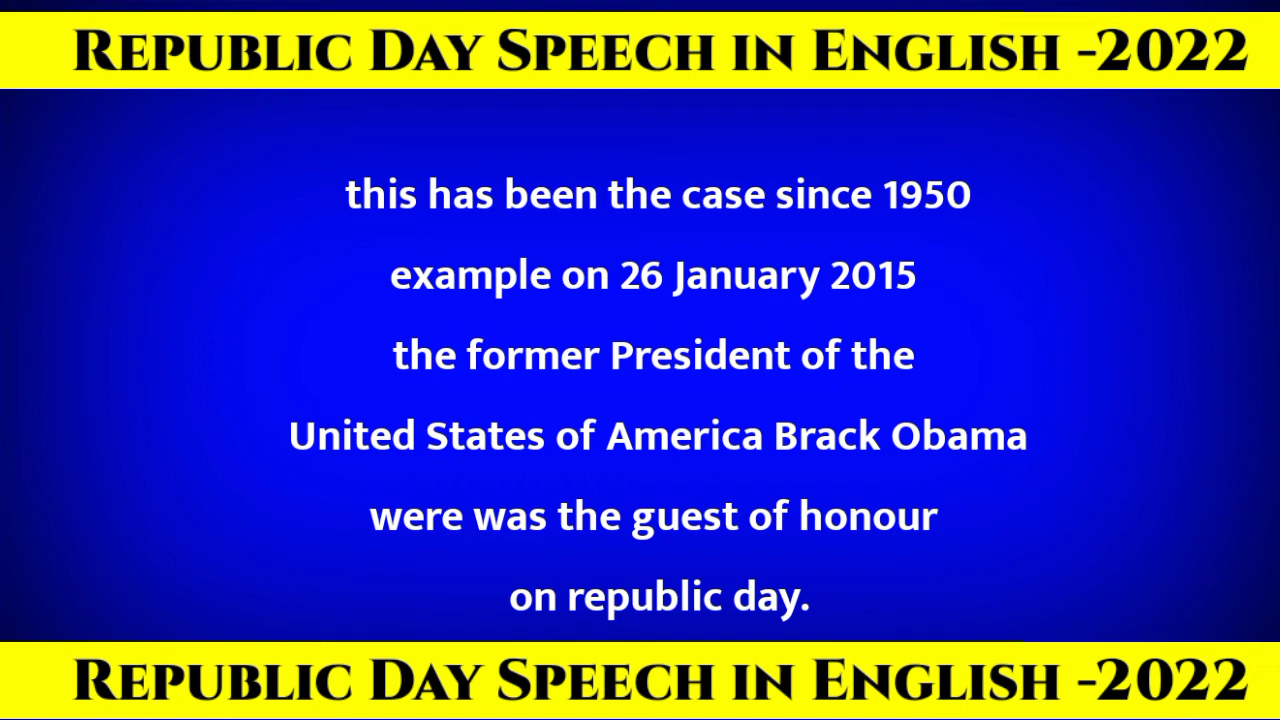 Republic Day Speech in English -2022
this has been the case since 1950
example on 26 January 2015
the former President of the
United States of America Brack Obama
were was the guest of honour
on republic day.
Republic Day Speech in English -2022